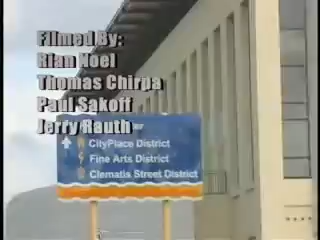 Filmed By:
Rian Noel
Thomas Chirpa
Paul Sakoff
Jerry Rauth
CityPlace District
Fine Arts District
Clematis Street District